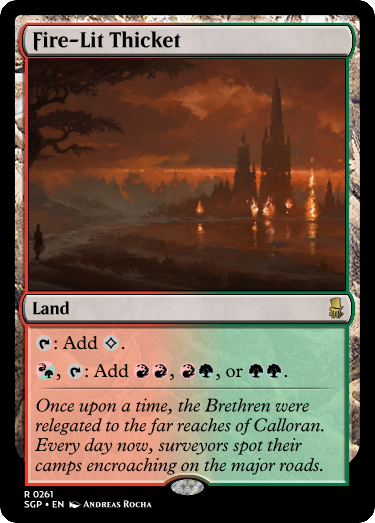 Fire-Lit Thicket
Land
: Add .
, : Add , , or .
Once upon a time, the Brethren were
relegated to the far reaches of Calloran.
Every day now, surveyors spot their
camps encroaching on the major roads.
R 0261
SGP • EN Andreas Rocha